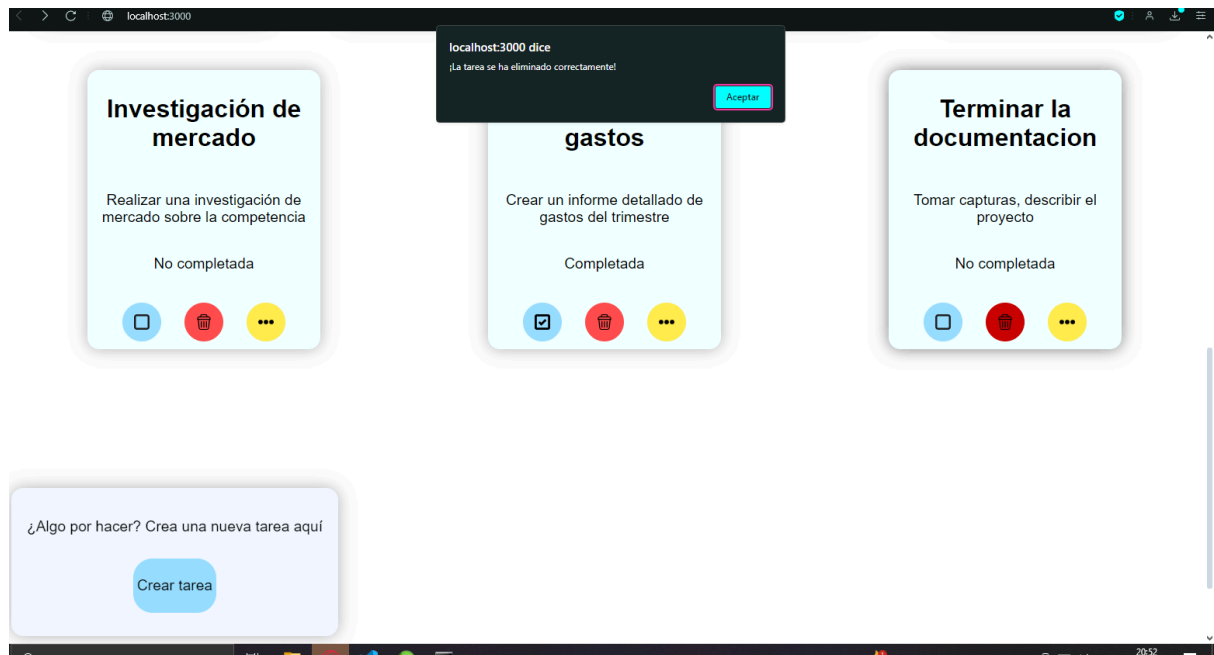 localhost:3000
localhost:3000 dice
¡La tarea se ha eliminado correctamente!
Aceptar
Investigación de
mercado
Realizar una investigación de
mercado sobre la competencia
No completada
gastos
Crear un informe detallado de
gastos del trimestre
Completada
Terminar la
documentacion
Tomar capturas, describir el
proyecto
No completada
¿Algo por hacer? Crea una nueva tarea aquí
Crear tarea
20:52